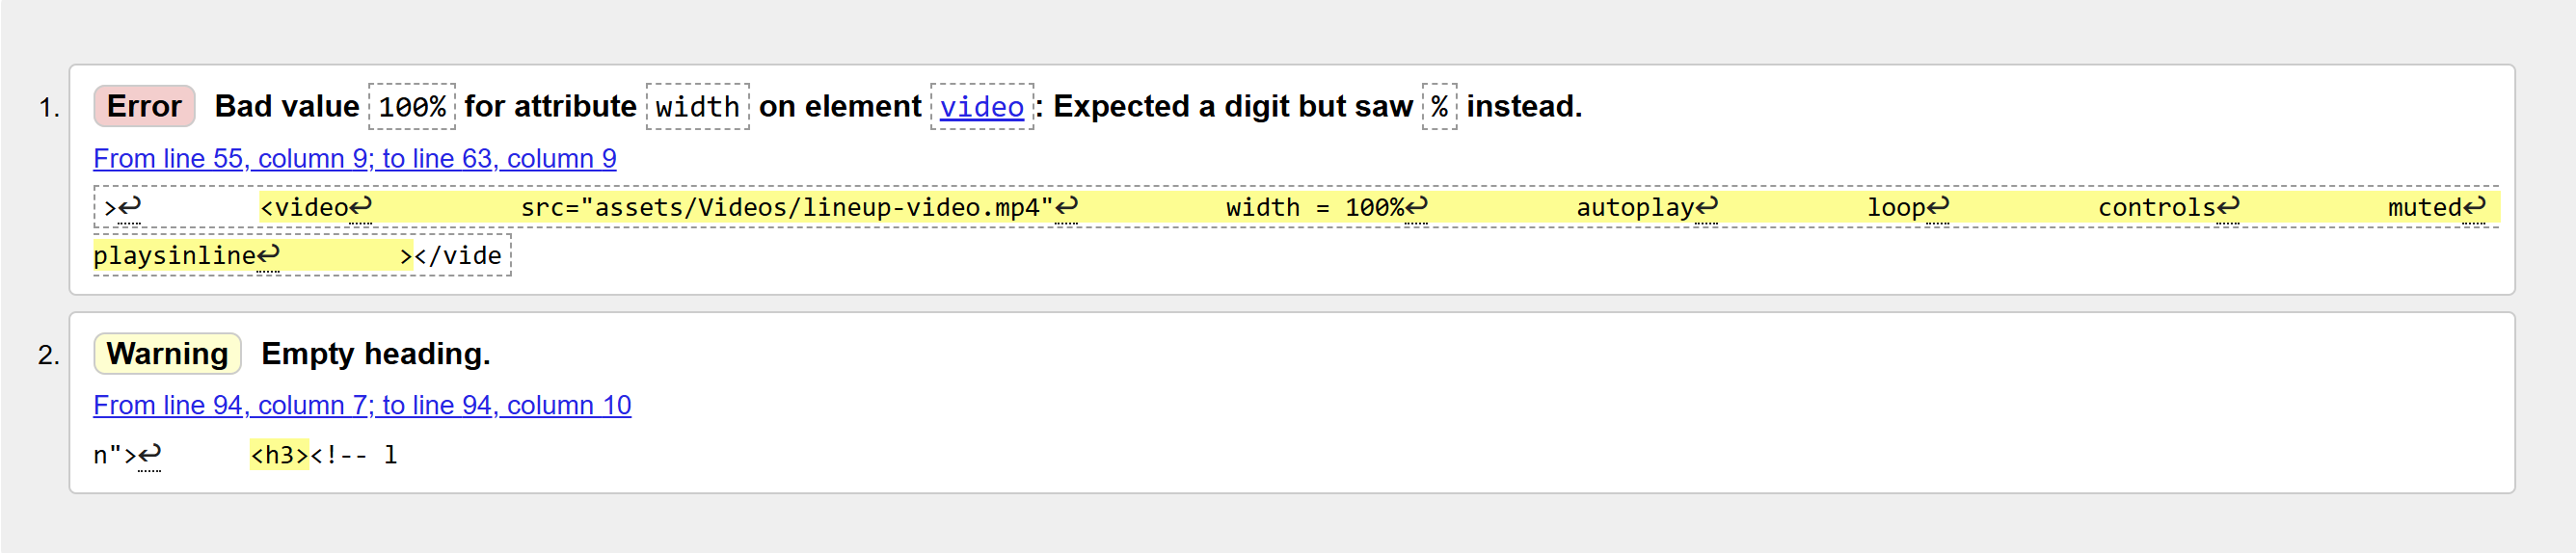 1. Error Bad value 100% for attribute width on element video: Expected a digit but saw % instead.
From line 55, column 9; to line 63, column 9
>↩        <video↩          src="assets/Videos/lineup-video.mp4"↩          width = 100%↩          autoplay↩          loop↩          controls↩          muted↩
playsinline↩        ></vide
2. Warning Empty heading.
From line 94, column 7; to line 94, column 10
n">↩      <h3><!-- l